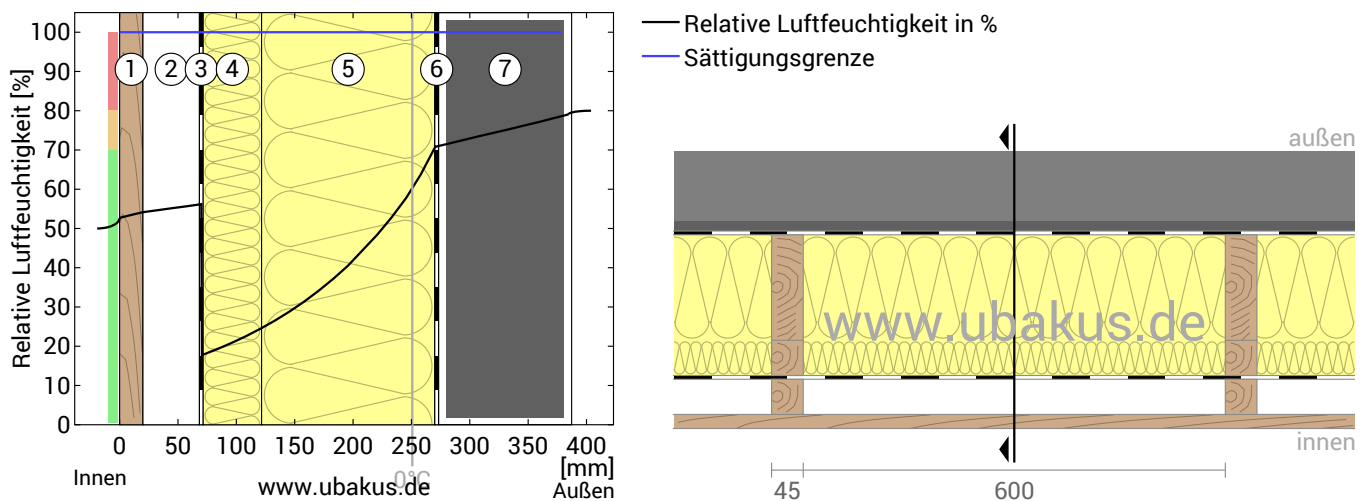 Relative Luftfeuchtigkeit [%]
100
90
80
70
60
50
40
30
20
10
0
1
2
3
4
5
6
7
0
50
100
150
200
250
300
350
400
[mm]
0°C
Innen
www.ubakus.de
Außen
Relative Luftfeuchtigkeit in %
Sättigungsgrenze
außen
www.ubakus.de
innen
45
600